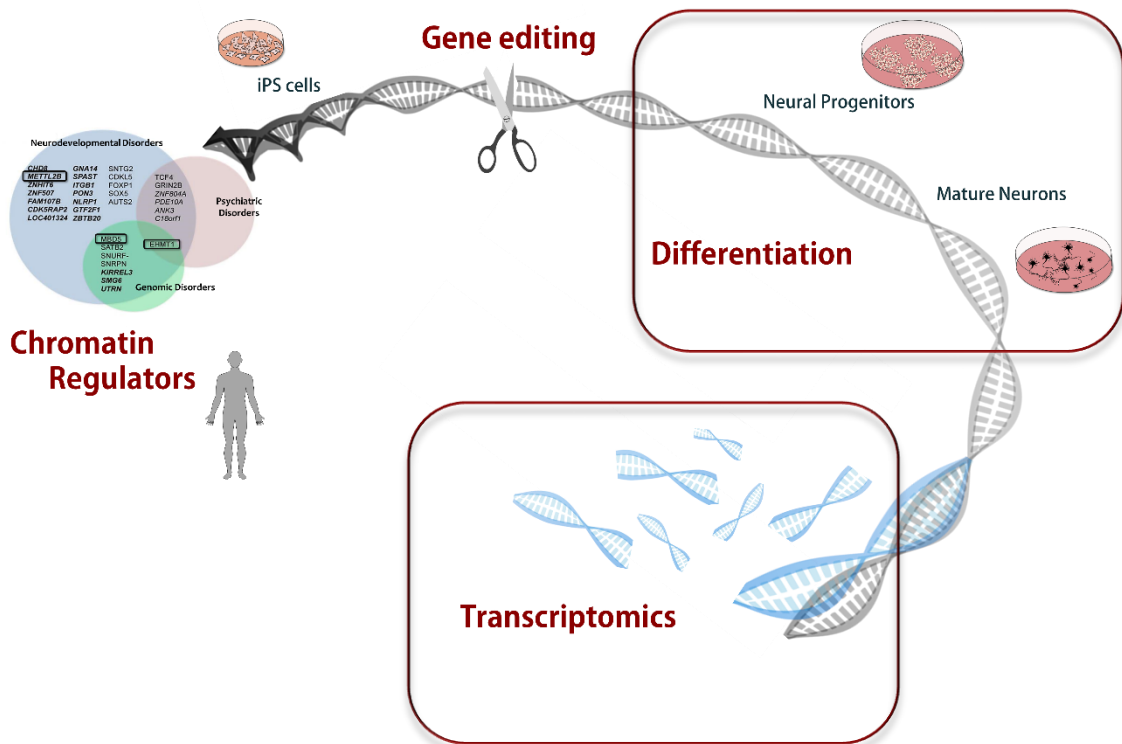 Gene editing
iPS cells
Neural Progenitors
Mature Neurons
Differentiation
Neurodevelopmental Disorders
CHD8 GNA14 SNTG2
METTL2B SPAST CDKL5 TCF4
ZNHIT6 ITGB1 FOXP1 GRIN2B
ZNF507 PON3 SOX5 ZNF804A
FAM107B NLRP1 AUTS2 PDE10A
CDK5RAP2 GTF2F1 ANK3
LOC401324 ZBTB20 C18orf1
Psychiatric
Disorders
MBD5
EHMT1
SATB2
SNURF-
SNRPN
KIRREL3
SMG6
UTRN
Genomic Disorders
Chromatin
Regulators
Transcriptomics